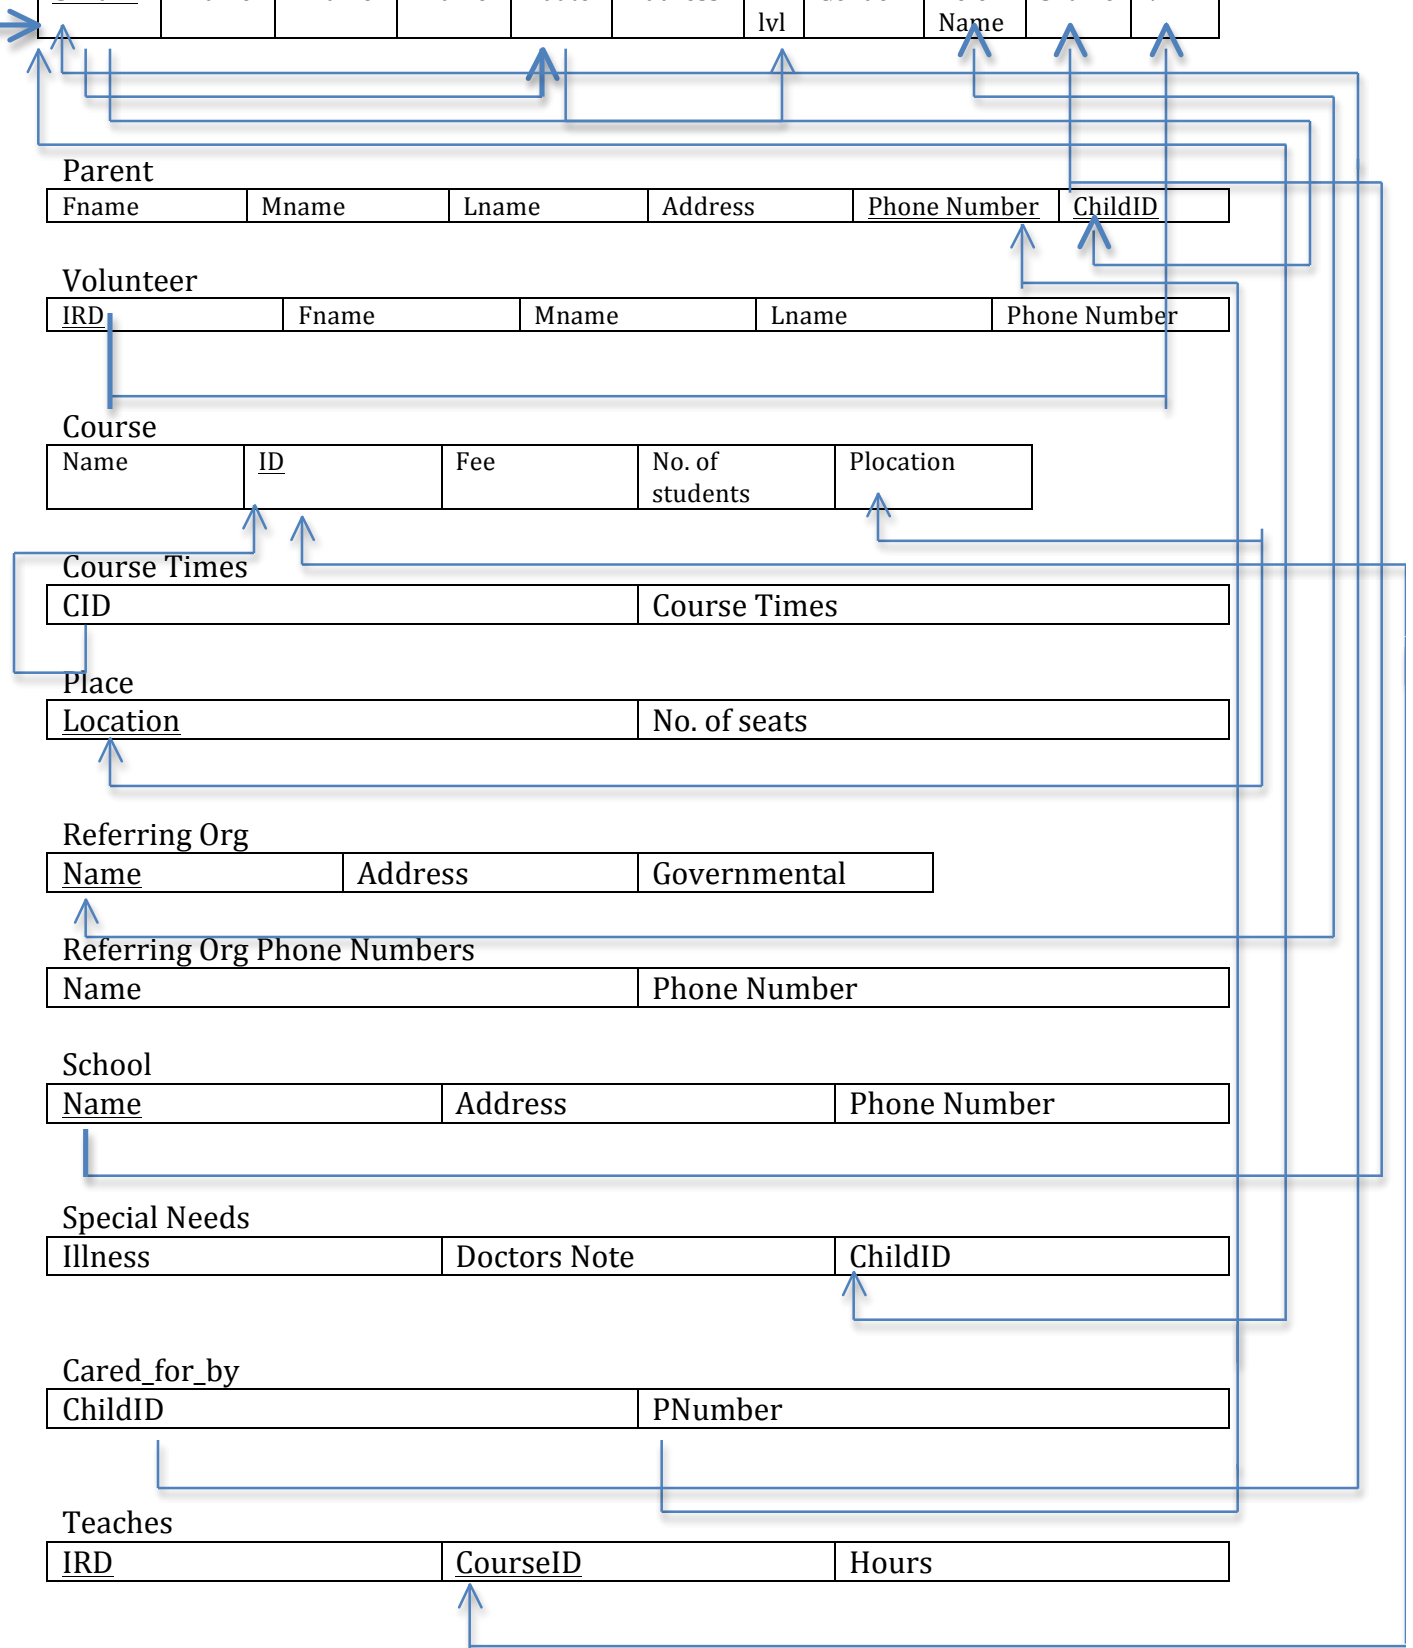 lvl
Name
Parent
Fname Mname Lname Address Phone Number ChildID
Volunteer
IRD Fname Mname Lname Phone Number
Course
Name ID Fee No. of students Plocation
Course Times
CID Course Times
Place
Location No. of seats
Referring Org
Name Address Governmental
Referring Org Phone Numbers
Name Phone Number
School
Name Address Phone Number
Special Needs
Illness Doctors Note ChildID
Cared_for_by
ChildID PNumber
Teaches
IRD CourseID Hours